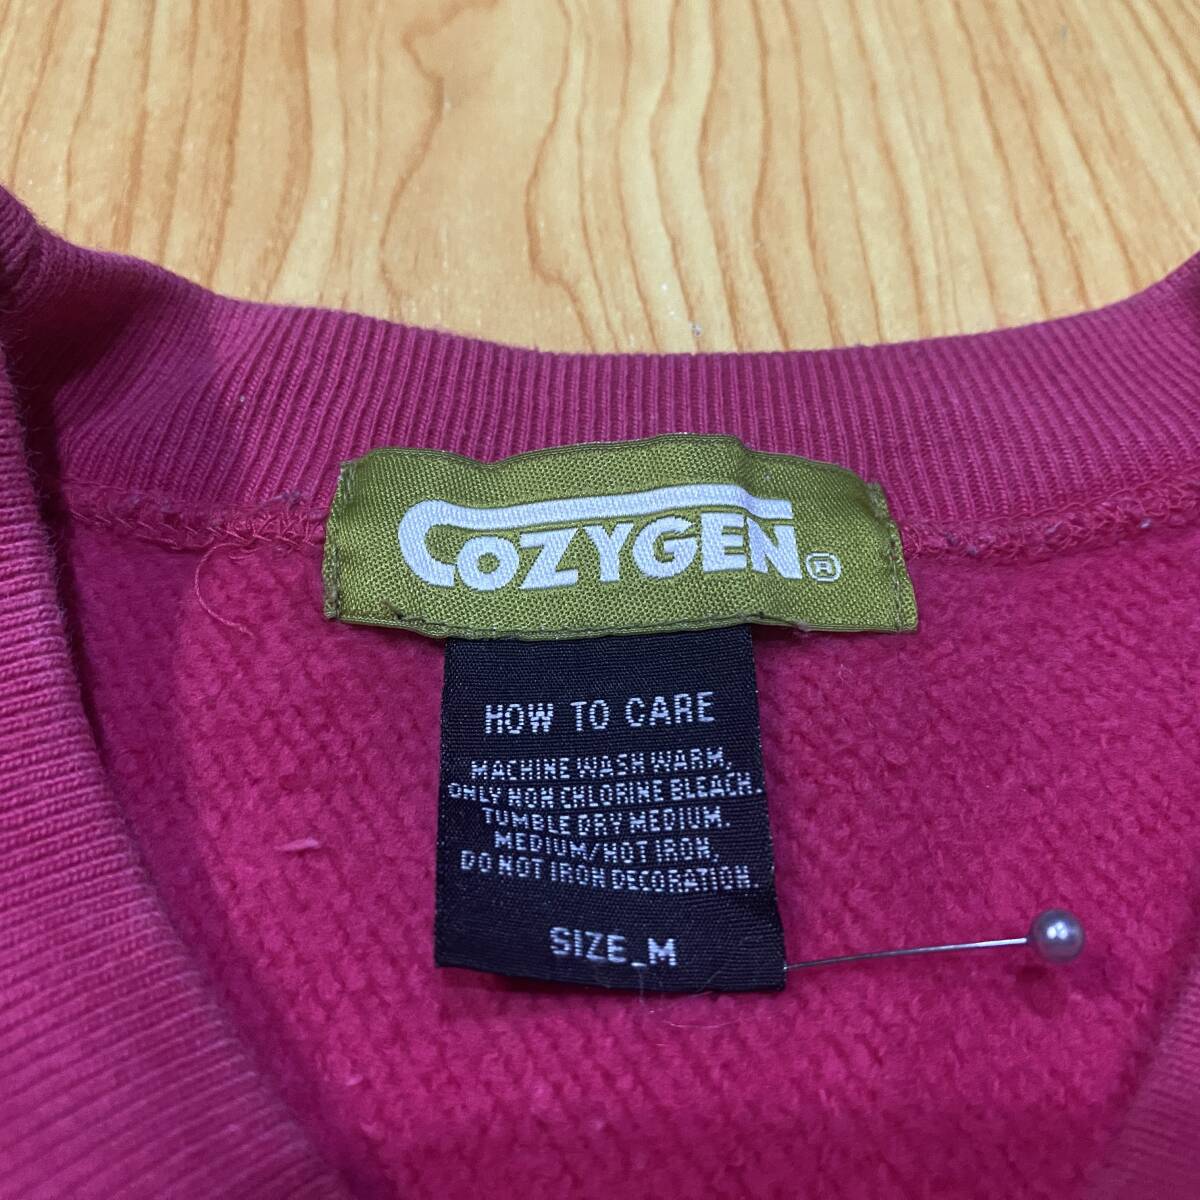 COZYGEN®
HOW TO CARE
MACHINE WASH WARM.
ONLY NON CHLORINE BLEACH.
TUMBLE DRY MEDIUM.
MEDIUM/HOT IRON.
DO NOT IRON DECORATION.
SIZE_M